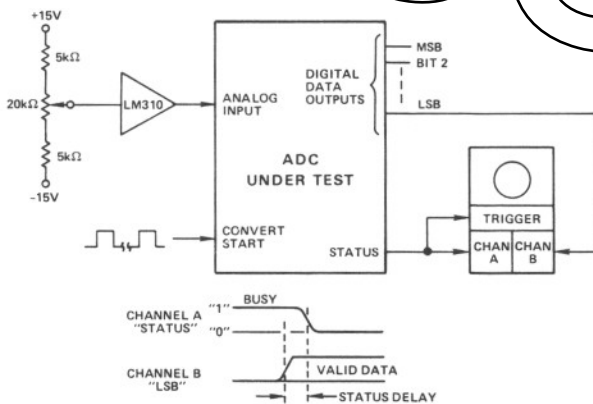 +15V
5kΩ
20kΩ
5kΩ
-15V
LM310
ANALOG
INPUT
DIGITAL
DATA
OUTPUTS
MSB
BIT 2
LSB
ADC
UNDER TEST
CONVERT
START
STATUS
TRIGGER
CHAN
A
CHAN
B
CHANNEL A
"STATUS"
"1"
BUSY
"0"
CHANNEL B
"LSB"
VALID DATA
STATUS DELAY